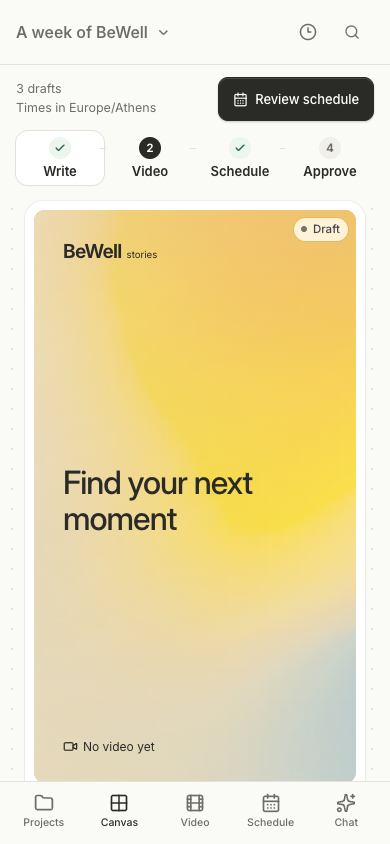 A week of BeWell
3 drafts
Times in Europe/Athens
Review schedule
Write
2
Video
Schedule
4
Approve
Draft
BeWell stories
Find your next
moment
No video yet
Projects
Canvas
Video
Schedule
Chat